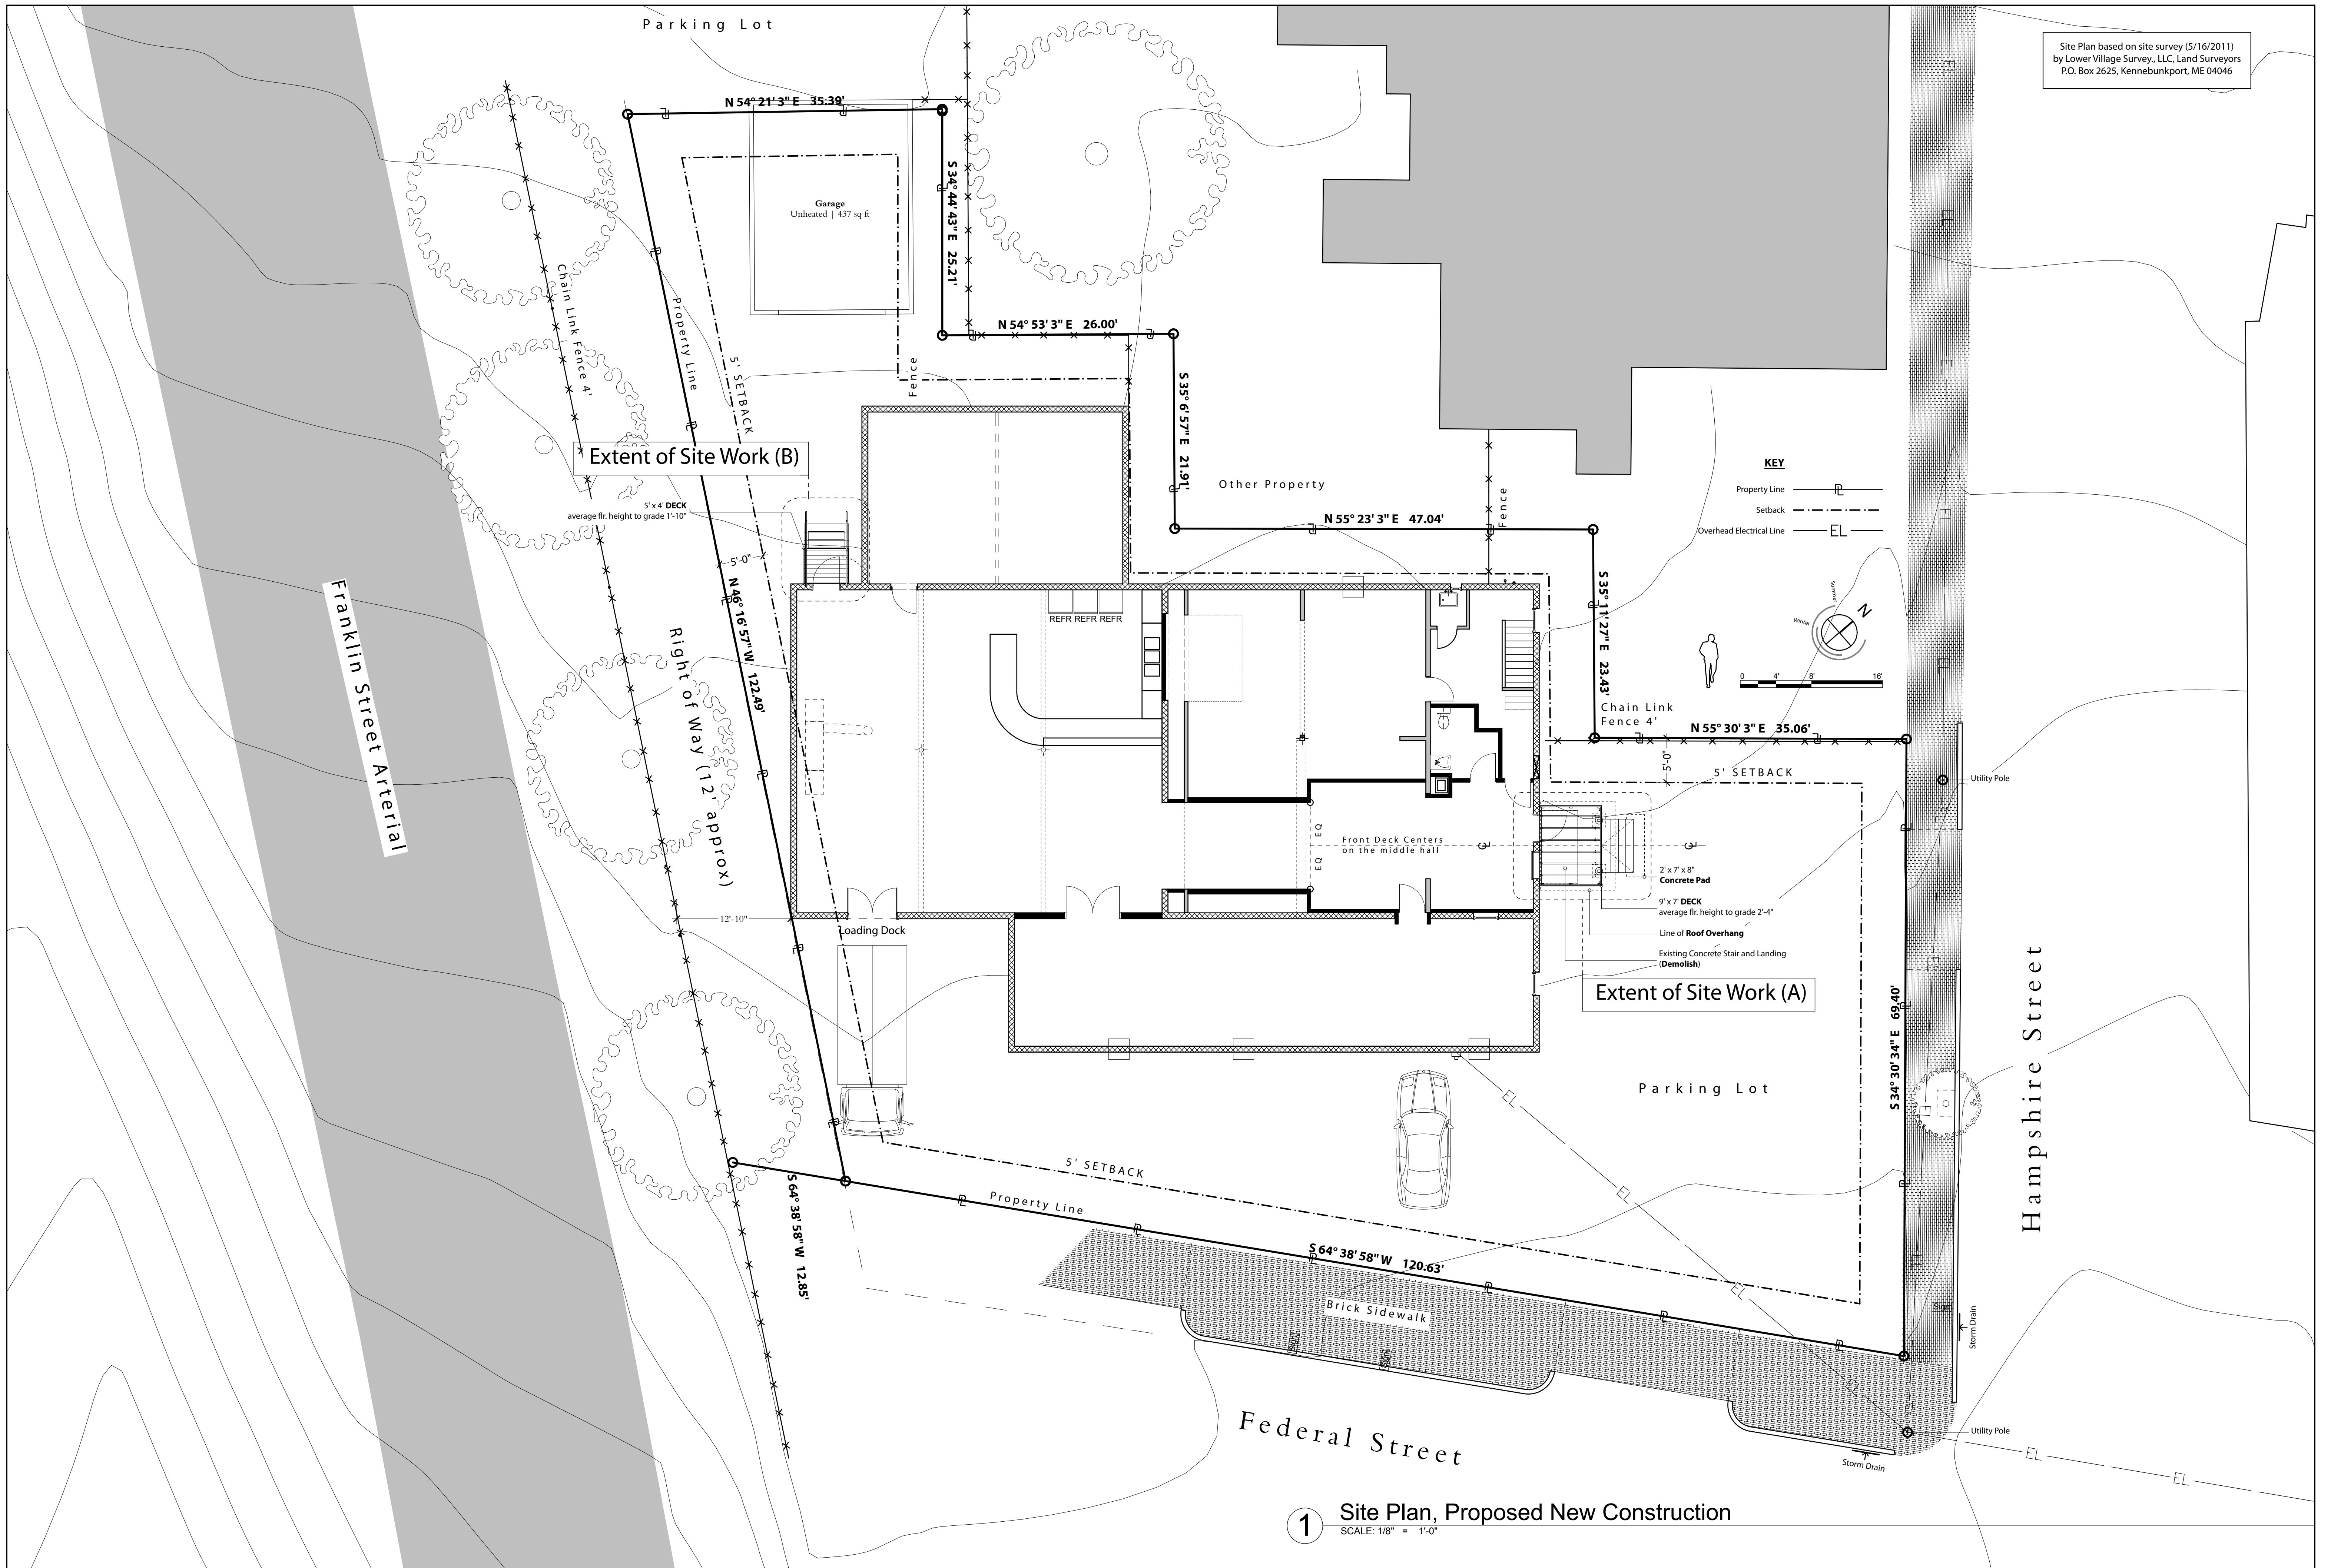 Parking Lot
Site Plan based on site survey (5/16/2011)
by Lower Village Survey., LLC, Land Surveyors
P.O. Box 2625, Kennebunkport, ME 04046
EL
N 54° 21' 3" E 35.39'
S 34° 44' 43" E 25.21'
Garage
Unheated | 437 sq ft
Chain Link Fence 4'
Property Line
5' SETBACK
Fence
N 54° 53' 3" E 26.00'
S 35° 6' 57" E 21.91'
Extent of Site Work (B)
5' x 4' DECK
average flr. height to grade 1'-10"
5'-0"
Other Property
Fence
N 55° 23' 3" E 47.04'
KEY
Property Line
PL
Setback
Overhead Electrical Line
EL
Summer
Winter
N
0 4' 8' 16'
S 35° 11' 27" E 23.43'
Chain Link
Fence 4'
N 55° 30' 3" E 35.06'
5'-0"
5' SETBACK
Utility Pole
Franklin Street Arterial
Right of Way (12' approx)
N 46° 16' 57" W 122.49'
REFR REFR REFR
EQ
EQ
Front Deck Centers
on the middle hall
2' x 7' x 8"
Concrete Pad
9' x 7' DECK
average flr. height to grade 2'-4"
Line of Roof Overhang
Existing Concrete Stair and Landing
(Demolish)
Extent of Site Work (A)
12'-10"
Loading Dock
Parking Lot
S 34° 30' 34" E 69.40'
Hampshire Street
EL
EL
EL
EL
5' SETBACK
Property Line
S 64° 38' 58" W 12.85'
S 64° 38' 58" W 120.63'
Brick Sidewalk
Sign
Sign
Sign
Storm Drain
Utility Pole
Storm Drain
EL
EL
Federal Street
1
Site Plan, Proposed New Construction
SCALE: 1/8" = 1'-0"